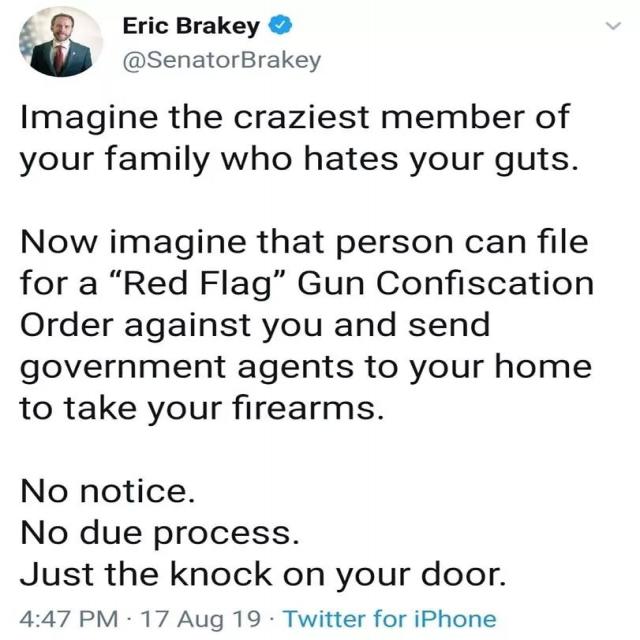 Eric Brakey
@SenatorBrakey
Imagine the craziest member of
your family who hates your guts.
Now imagine that person can file
for a “Red Flag” Gun Confiscation
Order against you and send
government agents to your home
to take your firearms.
No notice.
No due process.
Just the knock on your door.
4:47 PM · 17 Aug 19 · Twitter for iPhone